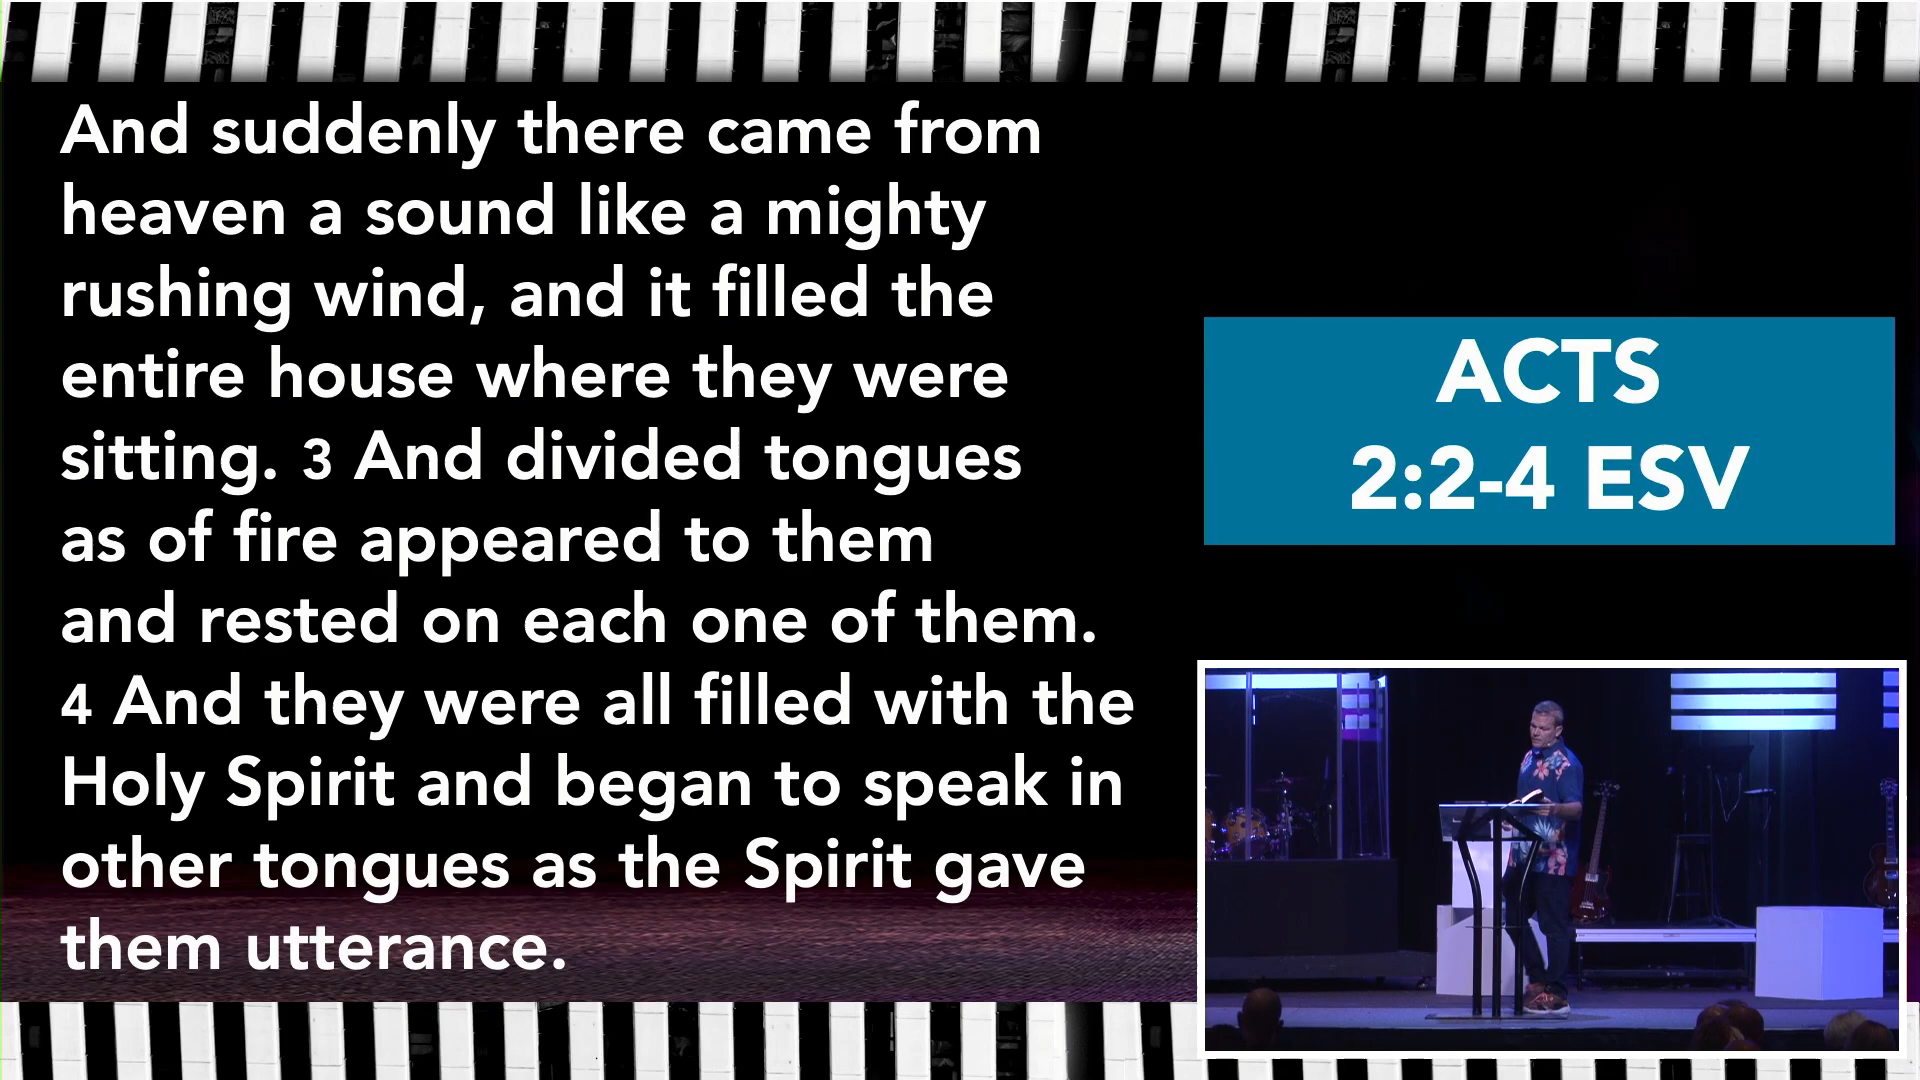 And suddenly there came from
heaven a sound like a mighty
rushing wind, and it filled the
entire house where they were
sitting. 3 And divided tongues
as of fire appeared to them
and rested on each one of them.
4 And they were all filled with the
Holy Spirit and began to speak in
other tongues as the Spirit gave
them utterance.
ACTS
2:2-4 ESV